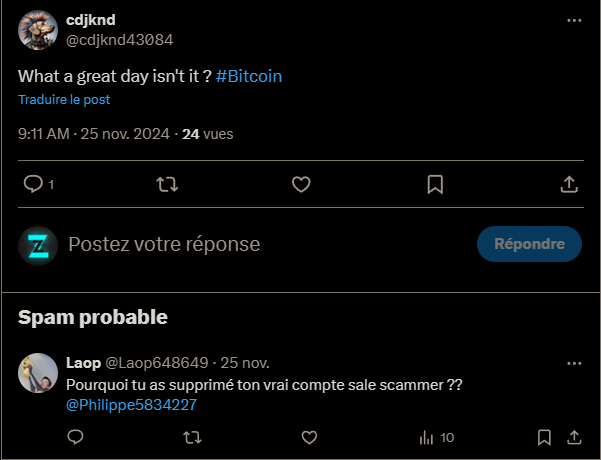 cdjknd
@cdjknd43084
What a great day isn't it ? #Bitcoin
Traduire le post
9:11 AM · 25 nov. 2024 · 24 vues
1
Postez votre réponse
Répondre
Spam probable
Laop @Laop648649 · 25 nov.
Pourquoi tu as supprimé ton vrai compte sale scammer ??
@Philippe5834227
10